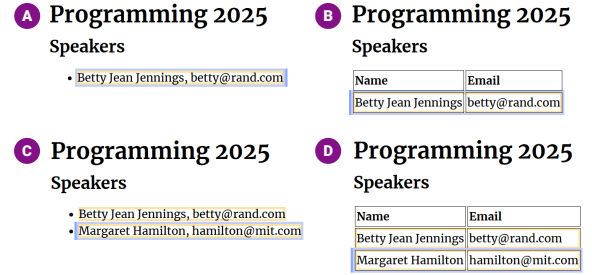 A
Programming 2025
Speakers
• Betty Jean Jennings, betty@rand.com
B
Programming 2025
Speakers
Name Email
Betty Jean Jennings betty@rand.com
C
Programming 2025
Speakers
• Betty Jean Jennings, betty@rand.com
• Margaret Hamilton, hamilton@mit.com
D
Programming 2025
Speakers
Name Email
Betty Jean Jennings betty@rand.com
Margaret Hamilton hamilton@mit.com